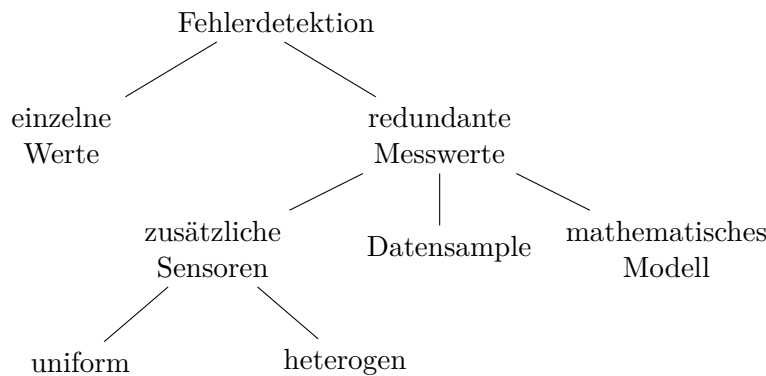 Fehlerdetektion
einzelne
Werte
redundante
Messwerte
zusätzliche
Sensoren
Datensample
mathematisches
Modell
uniform
heterogen